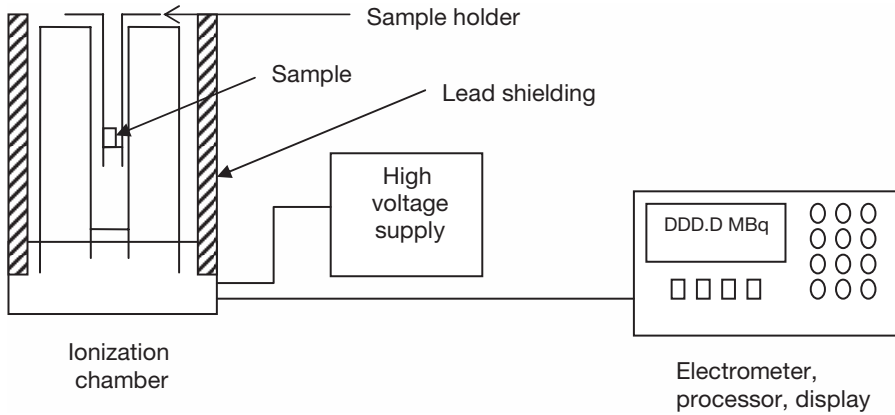 Sample holder
Sample
Lead shielding
High
voltage
supply
DDD.D MBq
Ionization
chamber
Electrometer,
processor, display